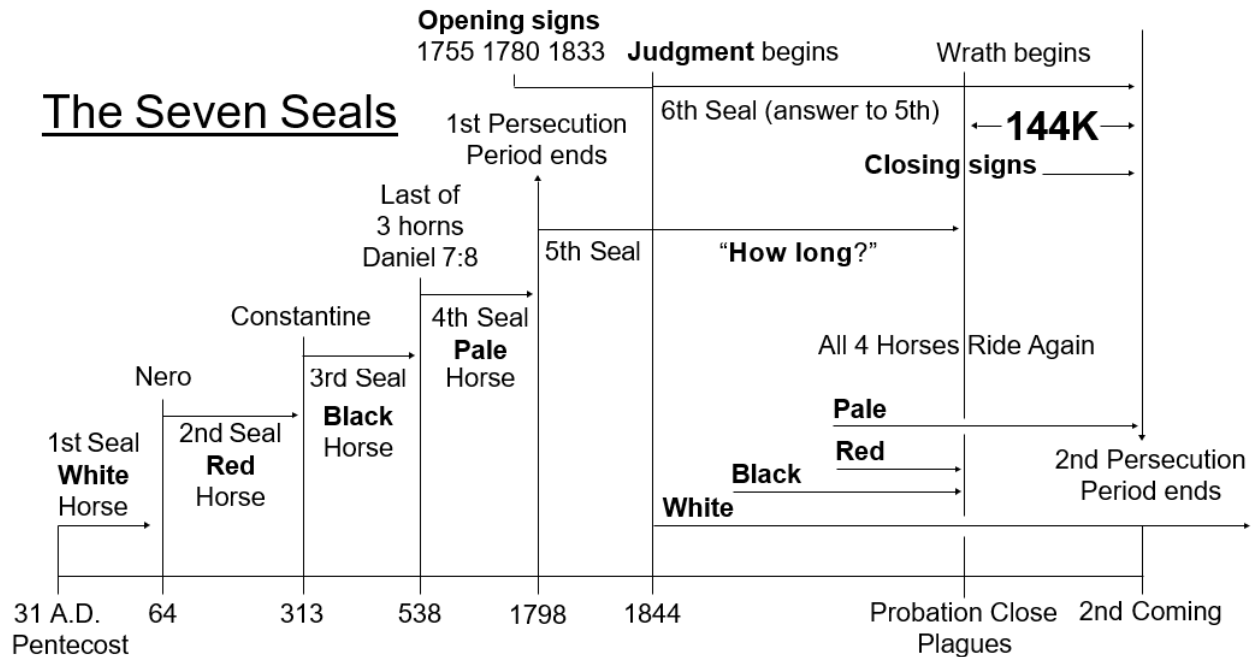 The Seven Seals
Opening signs
1755 1780 1833
Judgment begins
Wrath begins
6th Seal (answer to 5th)
144K
Closing signs
1st Persecution
Period ends
Last of
3 horns
Daniel 7:8
5th Seal
“How long?”
Constantine
4th Seal
Pale
Horse
All 4 Horses Ride Again
Nero
3rd Seal
Black
Horse
1st Seal
White
Horse
2nd Seal
Red
Horse
Pale
Red
Black
White
2nd Persecution
Period ends
31 A.D.
Pentecost
64
313
538
1798
1844
Probation Close
Plagues
2nd Coming